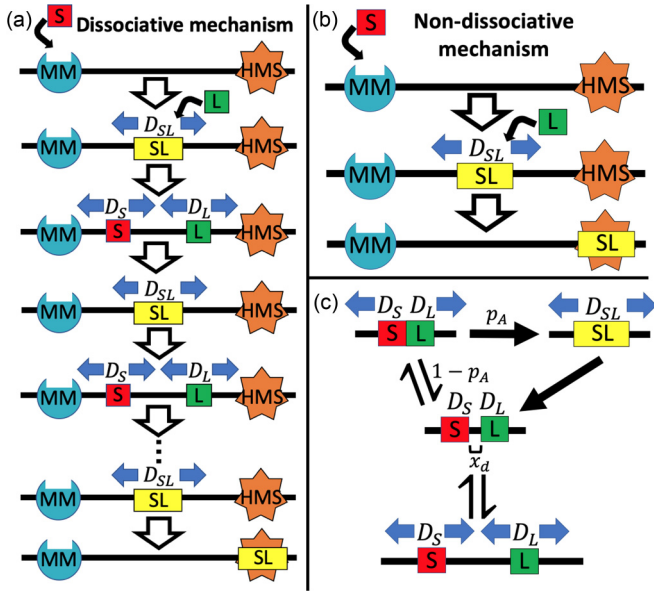 (a)
S
Dissociative mechanism
MM
HMS
L
D_SL
MM
SL
HMS
D_S D_L
MM
S
L
HMS
D_SL
MM
SL
HMS
D_S D_L
MM
S
L
HMS
D_SL
MM
SL
HMS
MM
SL
(b)
S
Non-dissociative
mechanism
MM
HMS
L
D_SL
MM
SL
HMS
MM
SL
(c)
D_S D_L
p_A
D_SL
S L
SL
1 − p_A
D_S D_L
S
L
x_d
D_S
D_L
S
L